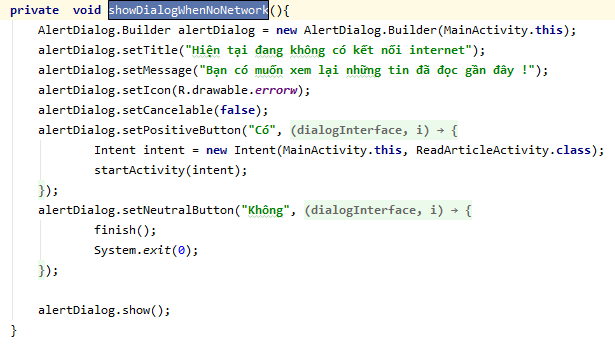 private  void showDialogWhenNoNetwork(){
    AlertDialog.Builder alertDialog = new AlertDialog.Builder(MainActivity.this);
    alertDialog.setTitle("Hiện tại đang không có kết nối internet");
    alertDialog.setMessage("Bạn có muốn xem lại những tin đã đọc gần đây !");
    alertDialog.setIcon(R.drawable.errorw);
    alertDialog.setCancelable(false);
    alertDialog.setPositiveButton("Có", (dialogInterface, i) → {
            Intent intent = new Intent(MainActivity.this, ReadArticleActivity.class);
            startActivity(intent);
    });
    alertDialog.setNeutralButton("Không", (dialogInterface, i) → {
            finish();
            System.exit(0);
    });
    alertDialog.show();
}